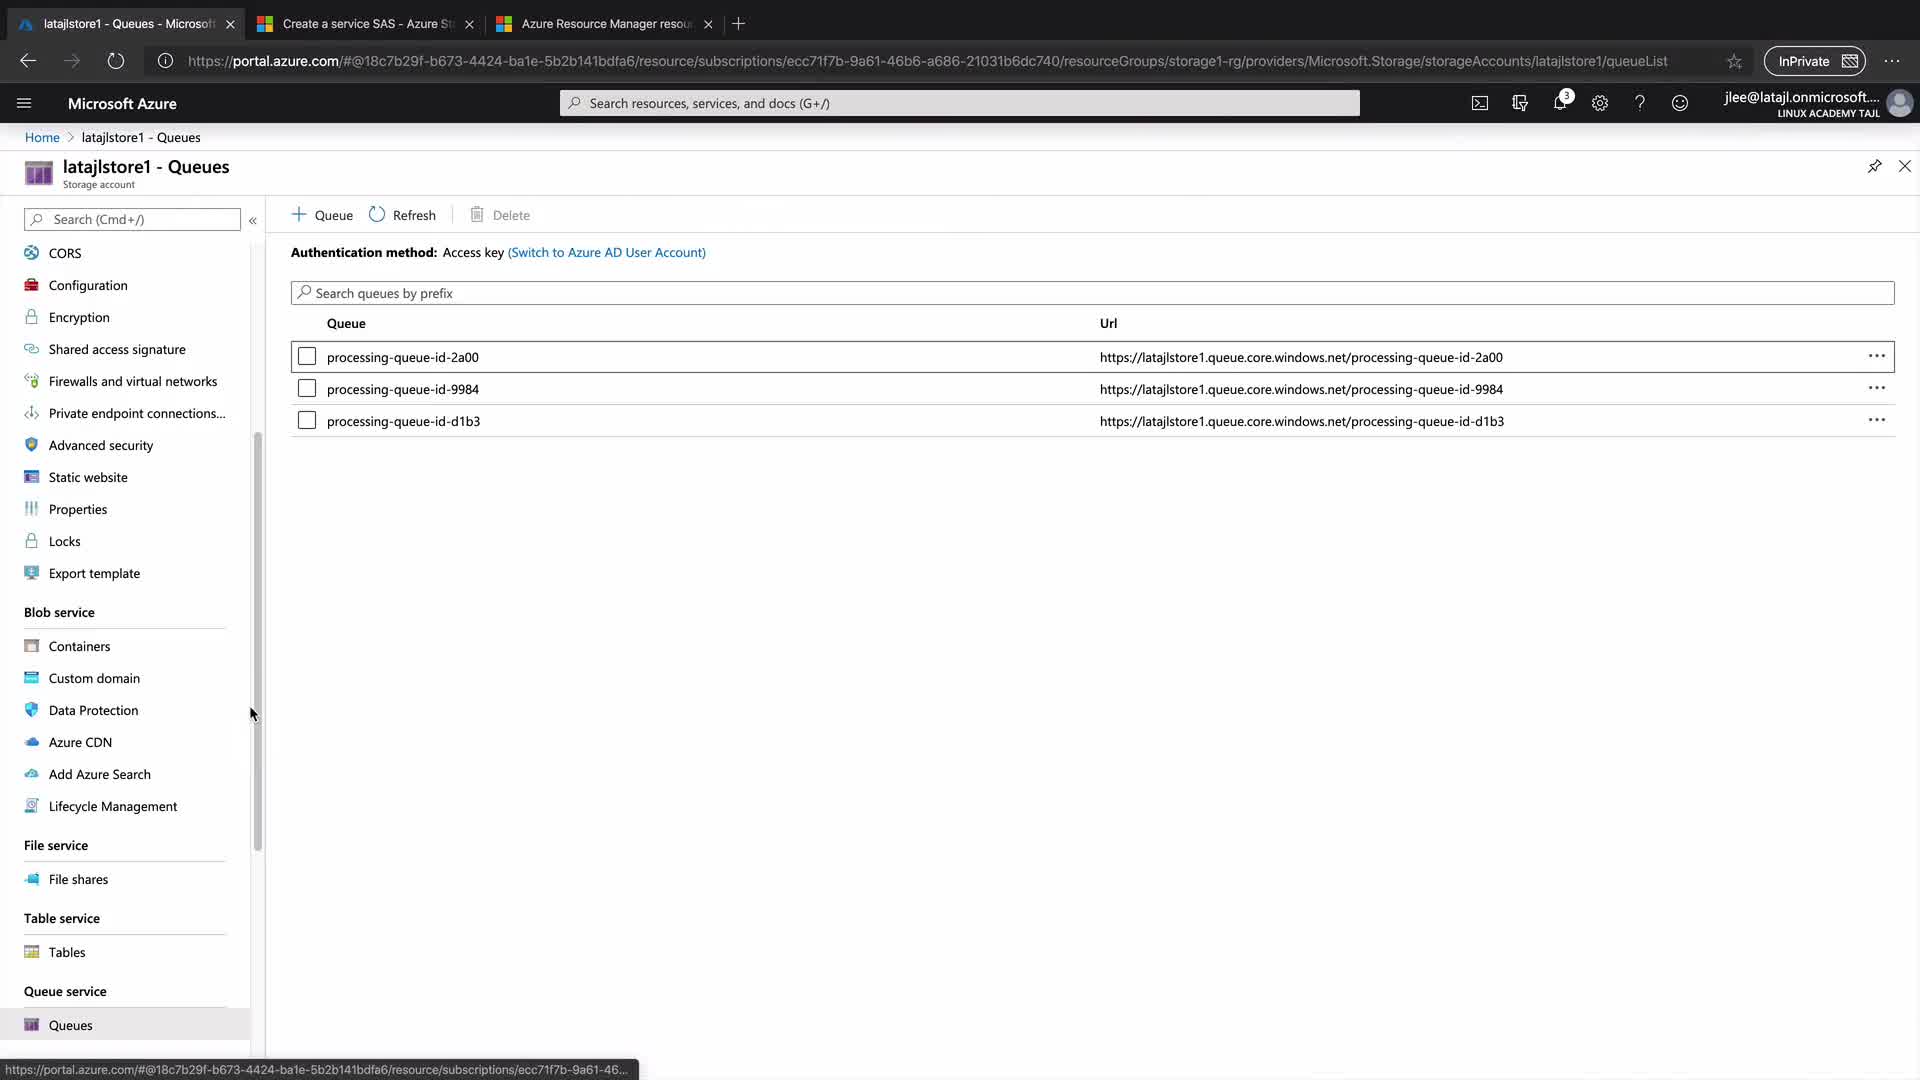 latajlstore1 - Queues - Microsoft
Create a service SAS - Azure St
Azure Resource Manager resou
https://portal.azure.com/#@18c7b29f-b673-4424-ba1e-5b2b141bdfa6/resource/subscriptions/ecc71f7b-9a61-46b6-a686-21031b6dc740/resourceGroups/storage1-rg/providers/Microsoft.Storage/storageAccounts/latajlstore1/queueList
InPrivate
Microsoft Azure
Search resources, services, and docs (G+/)
3
jlee@latajl.onmicrosoft....
LINUX ACADEMY TAJL
Home > latajlstore1 - Queues
latajlstore1 - Queues
Storage account
Search (Cmd+/)
«
CORS
Configuration
Encryption
Shared access signature
Firewalls and virtual networks
Private endpoint connections...
Advanced security
Static website
Properties
Locks
Export template
Blob service
Containers
Custom domain
Data Protection
Azure CDN
Add Azure Search
Lifecycle Management
File service
File shares
Table service
Tables
Queue service
Queues
+ Queue Refresh Delete
Authentication method: Access key (Switch to Azure AD User Account)
Search queues by prefix
Queue Url
processing-queue-id-2a00 https://latajlstore1.queue.core.windows.net/processing-queue-id-2a00
processing-queue-id-9984 https://latajlstore1.queue.core.windows.net/processing-queue-id-9984
processing-queue-id-d1b3 https://latajlstore1.queue.core.windows.net/processing-queue-id-d1b3
https://portal.azure.com/#@18c7b29f-b673-4424-ba1e-5b2b141bdfa6/resource/subscriptions/ecc71f7b-9a61-46...